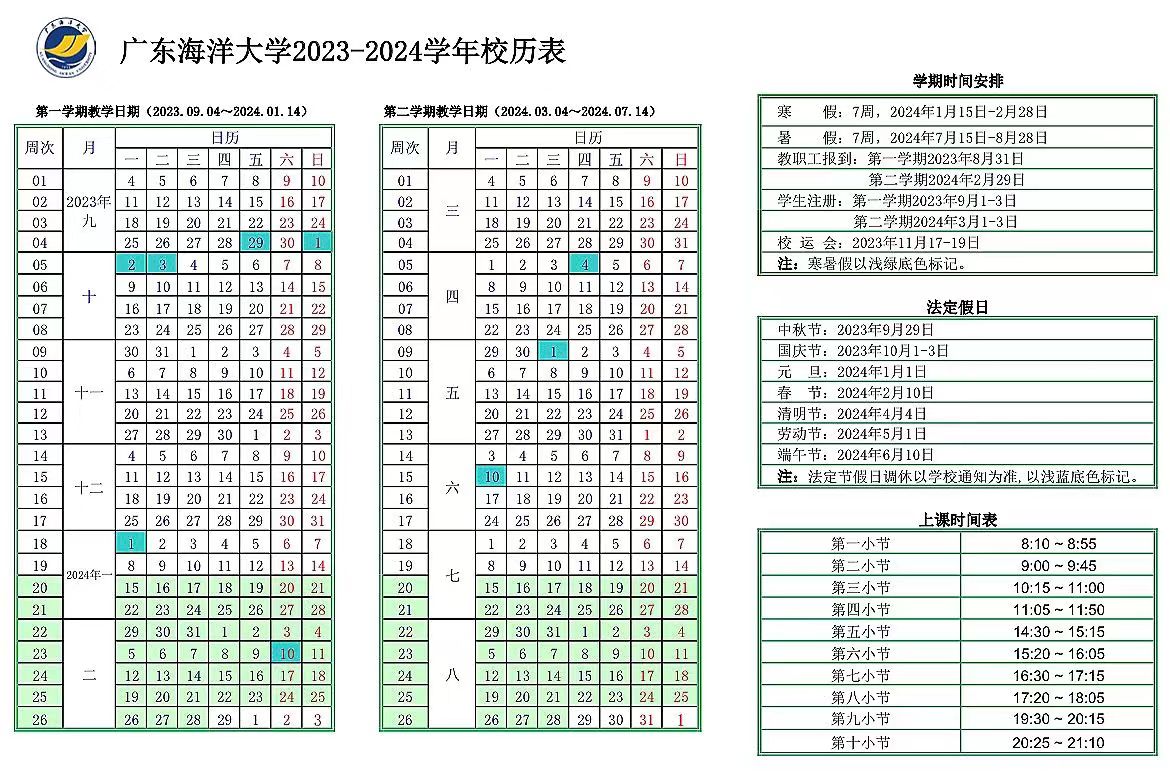 广东海洋大学2023-2024学年校历表
第一学期教学日期（2023.09.04～2024.01.14）
周次 月 日历
一 二 三 四 五 六 日
01 4 5 6 7 8 9 10
02 2023年 11 12 13 14 15 16 17
03 九 18 19 20 21 22 23 24
04 25 26 27 28 29 30 1
05 2 3 4 5 6 7 8
06 十 9 10 11 12 13 14 15
07 16 17 18 19 20 21 22
08 23 24 25 26 27 28 29
09 30 31 1 2 3 4 5
10 6 7 8 9 10 11 12
11 十一 13 14 15 16 17 18 19
12 20 21 22 23 24 25 26
13 27 28 29 30 1 2 3
14 4 5 6 7 8 9 10
15 十二 11 12 13 14 15 16 17
16 18 19 20 21 22 23 24
17 25 26 27 28 29 30 31
18 1 2 3 4 5 6 7
19 2024年一 8 9 10 11 12 13 14
20 15 16 17 18 19 20 21
21 22 23 24 25 26 27 28
22 29 30 31 1 2 3 4
23 5 6 7 8 9 10 11
24 二 12 13 14 15 16 17 18
25 19 20 21 22 23 24 25
26 26 27 28 29 1 2 3
第二学期教学日期（2024.03.04～2024.07.14）
周次 月 日历
一 二 三 四 五 六 日
01 4 5 6 7 8 9 10
02 三 11 12 13 14 15 16 17
03 18 19 20 21 22 23 24
04 25 26 27 28 29 30 31
05 1 2 3 4 5 6 7
06 四 8 9 10 11 12 13 14
07 15 16 17 18 19 20 21
08 22 23 24 25 26 27 28
09 29 30 1 2 3 4 5
10 6 7 8 9 10 11 12
11 五 13 14 15 16 17 18 19
12 20 21 22 23 24 25 26
13 27 28 29 30 31 1 2
14 3 4 5 6 7 8 9
15 六 10 11 12 13 14 15 16
16 17 18 19 20 21 22 23
17 24 25 26 27 28 29 30
18 1 2 3 4 5 6 7
19 七 8 9 10 11 12 13 14
20 15 16 17 18 19 20 21
21 22 23 24 25 26 27 28
22 29 30 31 1 2 3 4
23 5 6 7 8 9 10 11
24 八 12 13 14 15 16 17 18
25 19 20 21 22 23 24 25
26 26 27 28 29 30 31 1
学期时间安排
寒 假：7周，2024年1月15日-2月28日
暑 假：7周，2024年7月15日-8月28日
教职工报到：第一学期2023年8月31日
第二学期2024年2月29日
学生注册：第一学期2023年9月1-3日
第二学期2024年3月1-3日
校 运 会：2023年11月17-19日
注：寒暑假以浅绿底色标记。
法定假日
中秋节：2023年9月29日
国庆节：2023年10月1-3日
元 旦：2024年1月1日
春 节：2024年2月10日
清明节：2024年4月4日
劳动节：2024年5月1日
端午节：2024年6月10日
注：法定节假日调休以学校通知为准,以浅蓝底色标记。
上课时间表
第一小节 8:10 ~ 8:55
第二小节 9:00 ~ 9:45
第三小节 10:15 ~ 11:00
第四小节 11:05 ~ 11:50
第五小节 14:30 ~ 15:15
第六小节 15:20 ~ 16:05
第七小节 16:30 ~ 17:15
第八小节 17:20 ~ 18:05
第九小节 19:30 ~ 20:15
第十小节 20:25 ~ 21:10